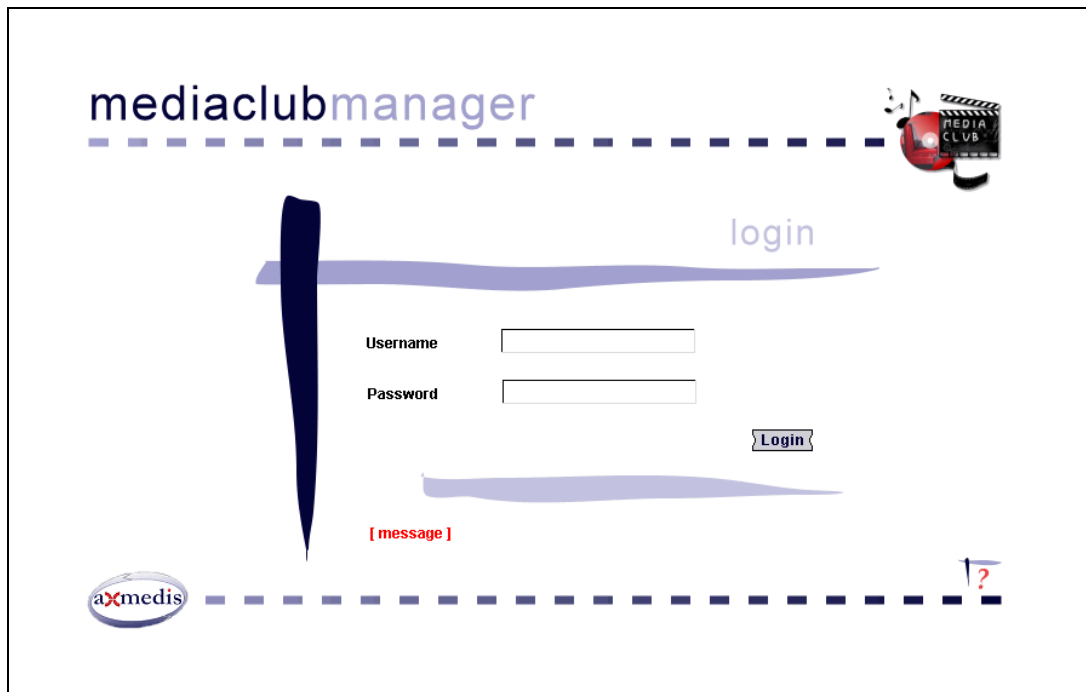 mediaclubmanager
MEDIA
CLUB
login
Username
Password
Login
[ message ]
axmedis
?